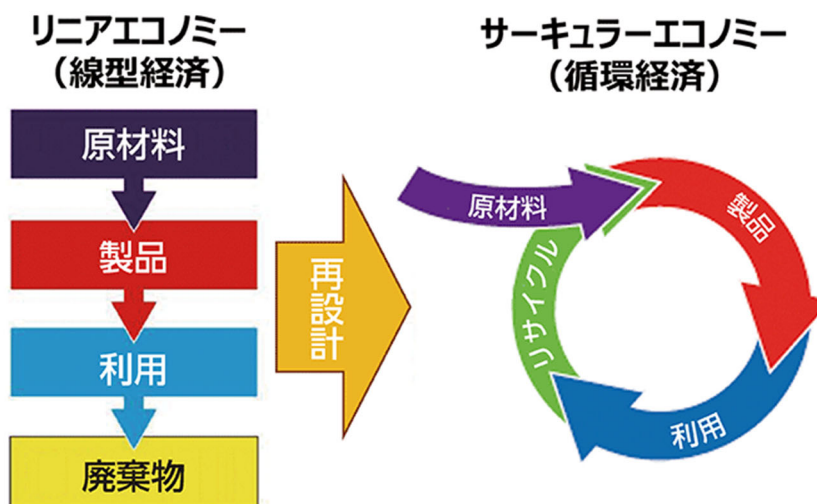 リニアエコノミー
（線型経済）
原材料
製品
利用
廃棄物
再設計
サーキュラーエコノミー
（循環経済）
原材料
製品
利用
リサイクル